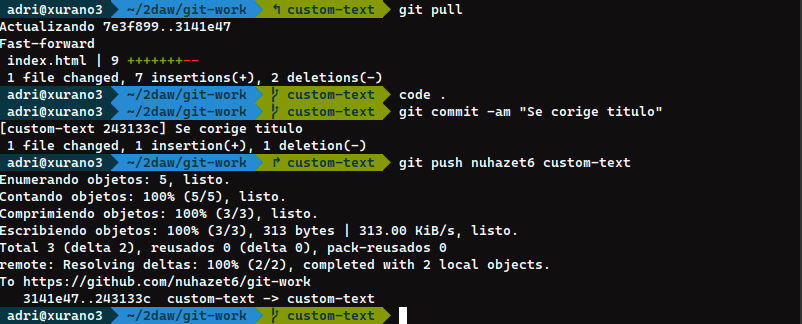 adri@xurano3 ~/2daw/git-work ↰ custom-text git pull
Actualizando 7e3f899..3141e47
Fast-forward
 index.html | 9 +++++++--
 1 file changed, 7 insertions(+), 2 deletions(-)
adri@xurano3 ~/2daw/git-work custom-text code .
adri@xurano3 ~/2daw/git-work custom-text git commit -am "Se corige titulo"
[custom-text 243133c] Se corige titulo
 1 file changed, 1 insertion(+), 1 deletion(-)
adri@xurano3 ~/2daw/git-work ↱ custom-text git push nuhazet6 custom-text
Enumerando objetos: 5, listo.
Contando objetos: 100% (5/5), listo.
Comprimiendo objetos: 100% (3/3), listo.
Escribiendo objetos: 100% (3/3), 313 bytes | 313.00 KiB/s, listo.
Total 3 (delta 2), reusados 0 (delta 0), pack-reusados 0
remote: Resolving deltas: 100% (2/2), completed with 2 local objects.
To https://github.com/nuhazet6/git-work
   3141e47..243133c  custom-text -> custom-text
adri@xurano3 ~/2daw/git-work custom-text